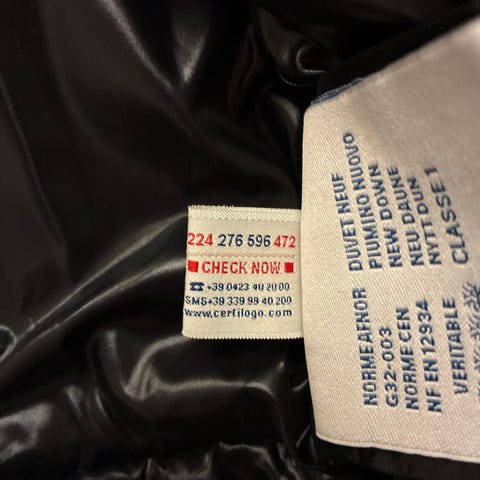 224 276 596 472
CHECK NOW
☎ +39 0423 40 20 00
SMS+39 339 99 40 200
www.certilogo.com
DUVET NEUF
PIUMINO NUOVO
NEW DOWN
NEU DAUNE
NYTT DUN
CLASSE 1
NORME AFNOR
G32-003
NORME CEN
NF EN 12934
VERITABLE